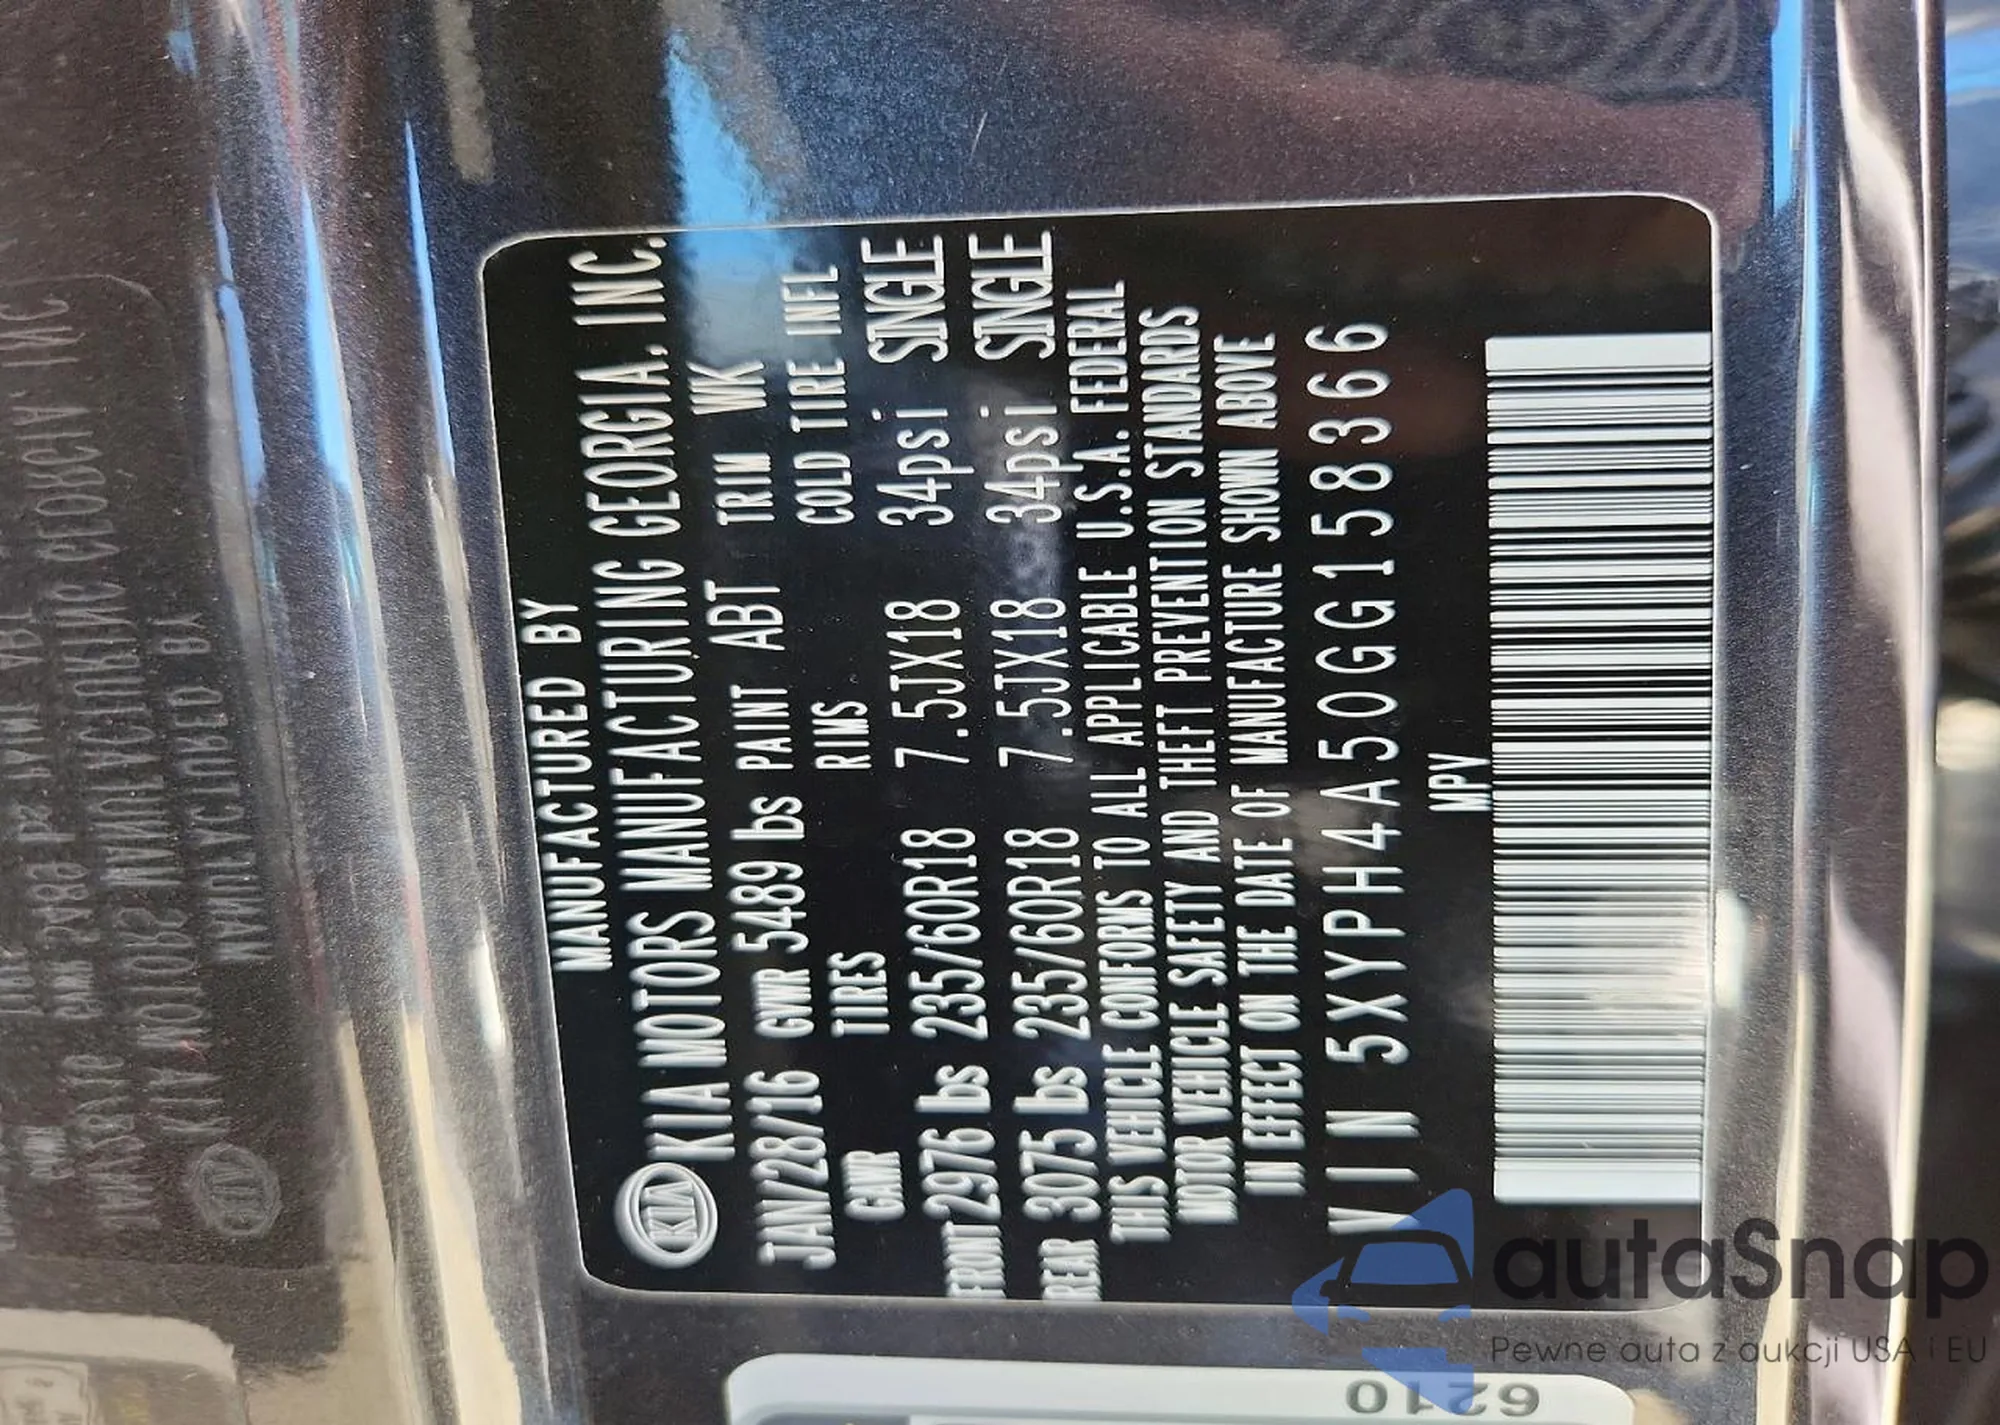 MANUFACTURED BY
KIA KIA MOTORS MANUFACTURING GEORGIA, INC.
JAN/28/'16 GVWR 5489 lbs PAINT ABT TRIM WK
GAWR TIRES RIMS COLD TIRE INFL
FRONT 2976 lbs 235/60R18 7.5JX18 34psi SINGLE
REAR 3075 lbs 235/60R18 7.5JX18 34psi SINGLE
THIS VEHICLE CONFORMS TO ALL APPLICABLE U.S.A. FEDERAL
MOTOR VEHICLE SAFETY AND THEFT PREVENTION STANDARDS
IN EFFECT ON THE DATE OF MANUFACTURE SHOWN ABOVE
VIN 5XYPH4A50GG158366
MPV
autaSnap
Pewne auta z aukcji USA i EU
6210